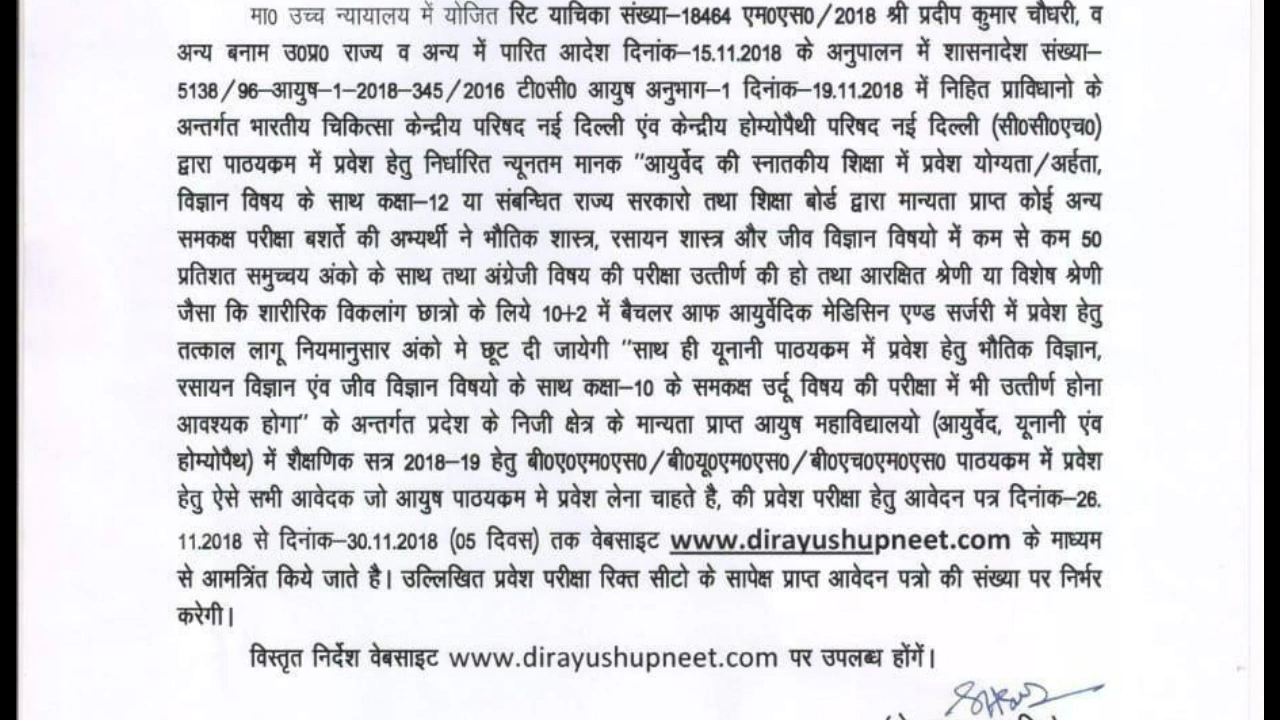 मा0 उच्च न्यायालय में योजित रिट याचिका संख्या–18464 एम0एस0/2018 श्री प्रदीप कुमार चौधरी, व
अन्य बनाम उ0प्र0 राज्य व अन्य में पारित आदेश दिनांक–15.11.2018 के अनुपालन में शासनादेश संख्या–
5138/96–आयुष–1–2018–345/2016 टी0सी0 आयुष अनुभाग–1 दिनांक–19.11.2018 में निहित प्राविधानो के
अन्तर्गत भारतीय चिकित्सा केन्द्रीय परिषद नई दिल्ली एंव केन्द्रीय होम्योपैथी परिषद नई दिल्ली (सी0सी0एच0)
द्वारा पाठयक्रम में प्रवेश हेतु निर्धारित न्यूनतम मानक "आयुर्वेद की स्नातकीय शिक्षा में प्रवेश योग्यता/अर्हता,
विज्ञान विषय के साथ कक्षा–12 या संबन्धित राज्य सरकारो तथा शिक्षा बोर्ड द्वारा मान्यता प्राप्त कोई अन्य
समकक्ष परीक्षा बशर्ते की अभ्यर्थी ने भौतिक शास्त्र, रसायन शास्त्र और जीव विज्ञान विषयो में कम से कम 50
प्रतिशत समुच्चय अंको के साथ तथा अंग्रेजी विषय की परीक्षा उत्तीर्ण की हो तथा आरक्षित श्रेणी या विशेष श्रेणी
जैसा कि शारीरिक विकलांग छात्रो के लिये 10+2 में बैचलर आफ आयुर्वेदिक मेडिसिन एण्ड सर्जरी में प्रवेश हेतु
तत्काल लागू नियमानुसार अंको मे छूट दी जायेगी "साथ ही यूनानी पाठयक्रम में प्रवेश हेतु भौतिक विज्ञान,
रसायन विज्ञान एंव जीव विज्ञान विषयो के साथ कक्षा–10 के समकक्ष उर्दू विषय की परीक्षा में भी उत्तीर्ण होना
आवश्यक होगा" के अन्तर्गत प्रदेश के निजी क्षेत्र के मान्यता प्राप्त आयुष महाविद्यालयो (आयुर्वेद, यूनानी एंव
होम्योपैथ) में शैक्षणिक सत्र 2018–19 हेतु बी0ए0एम0एस0/बी0यू0एम0एस0/बी0एच0एम0एस0 पाठयक्रम में प्रवेश
हेतु ऐसे सभी आवेदक जो आयुष पाठयक्रम मे प्रवेश लेना चाहते है, की प्रवेश परीक्षा हेतु आवेदन पत्र दिनांक–26.
11.2018 से दिनांक–30.11.2018 (05 दिवस) तक वेबसाइट www.dirayushupneet.com के माध्यम
से आमत्रिंत किये जाते है। उल्लिखित प्रवेश परीक्षा रिक्त सीटो के सापेक्ष प्राप्त आवेदन पत्रो की संख्या पर निर्भर
करेगी।
विस्तृत निर्देश वेबसाइट www.dirayushupneet.com पर उपलब्ध होंगें।